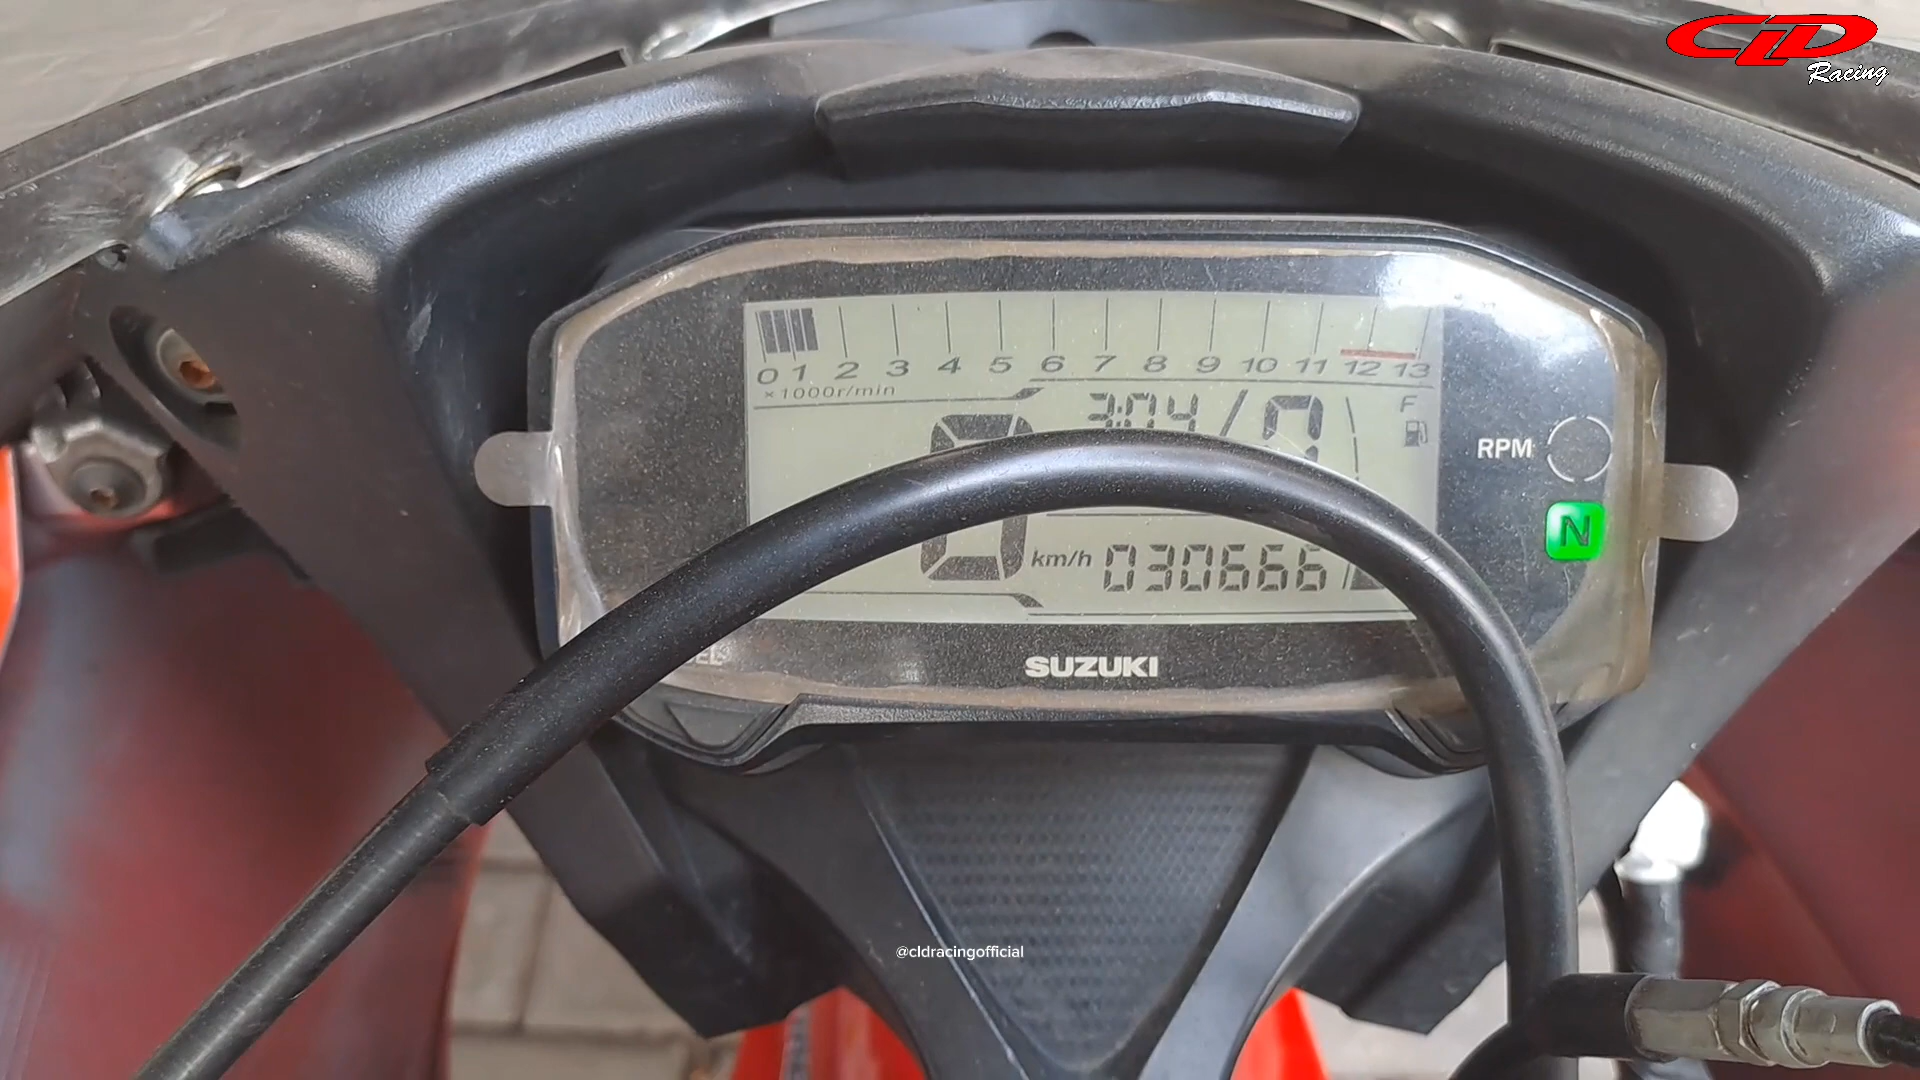 CLD
Racing
0 1 2 3 4 5 6 7 8 9 10 11 12 13
×1000r/min
3:04
F
RPM
N
km/h 030666
SUZUKI
@cldracingofficial